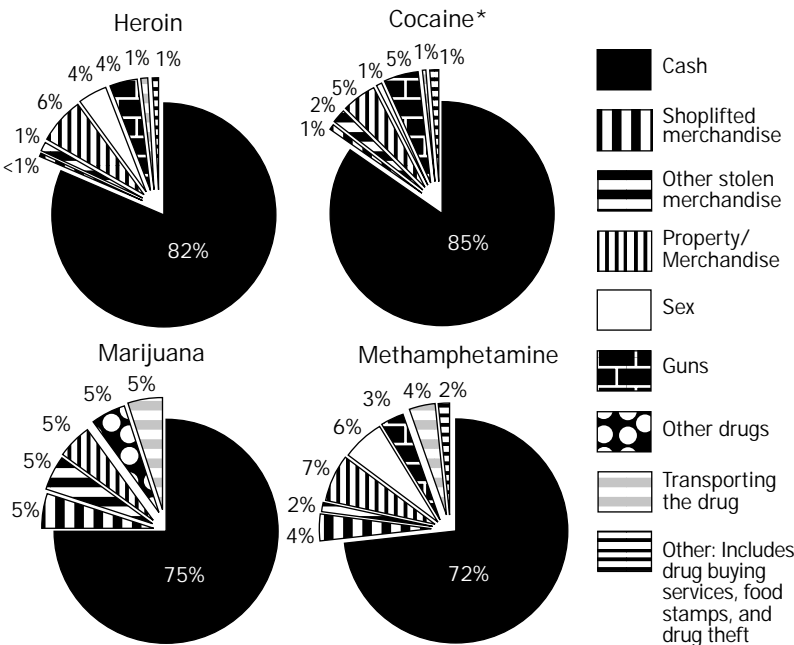 Heroin
4% 4% 1% 1%
6%
1%
<1%
82%
Cocaine*
5% 1% 1%
1%
5%
2%
1%
85%
Marijuana
5% 5%
5%
5%
5%
75%
Methamphetamine
3% 4% 2%
6%
7%
2%
4%
72%
Cash
Shoplifted
merchandise
Other stolen
merchandise
Property/
Merchandise
Sex
Guns
Other drugs
Transporting
the drug
Other: Includes
drug buying
services, food
stamps, and
drug theft